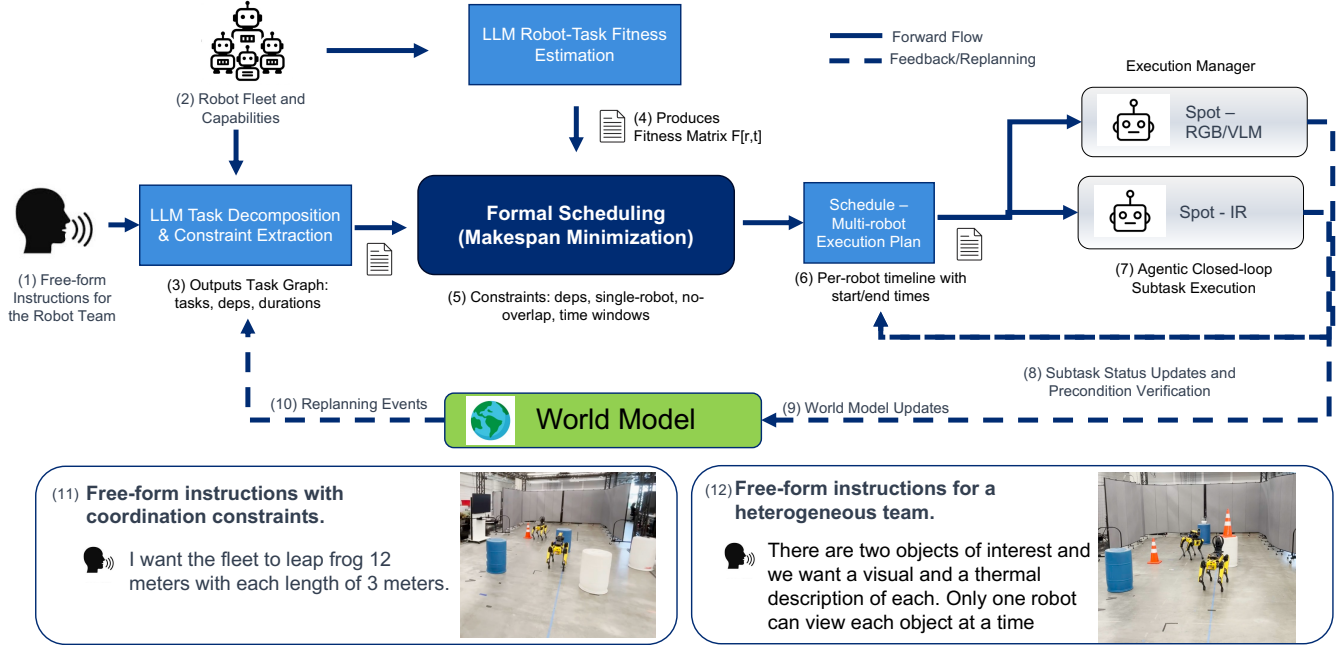 LLM Robot-Task Fitness
Estimation
Forward Flow
Feedback/Replanning
Execution Manager
(2) Robot Fleet and
Capabilities
(4) Produces
Fitness Matrix F[r,t]
Spot –
RGB/VLM
LLM Task Decomposition
& Constraint Extraction
Formal Scheduling
(Makespan Minimization)
Schedule –
Multi-robot
Execution Plan
Spot - IR
(1) Free-form
Instructions for
the Robot Team
(3) Outputs Task Graph:
tasks, deps, durations
(5) Constraints: deps, single-robot, no-
overlap, time windows
(6) Per-robot timeline with
start/end times
(7) Agentic Closed-loop
Subtask Execution
(8) Subtask Status Updates and
Precondition Verification
(10) Replanning Events
World Model
(9) World Model Updates
(11) Free-form instructions with
coordination constraints.
I want the fleet to leap frog 12
meters with each length of 3 meters.
(12) Free-form instructions for a
heterogeneous team.
There are two objects of interest and
we want a visual and a thermal
description of each. Only one robot
can view each object at a time